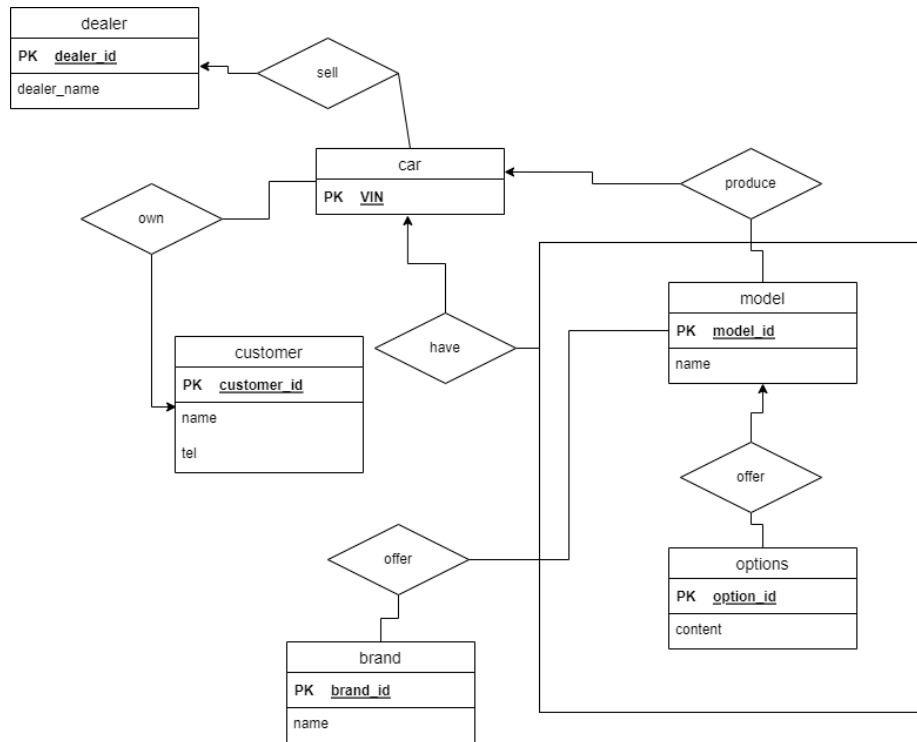 dealer
PK dealer_id
dealer_name
sell
car
PK VIN
produce
own
model
PK model_id
name
have
customer
PK customer_id
name
tel
offer
offer
options
PK option_id
content
brand
PK brand_id
name